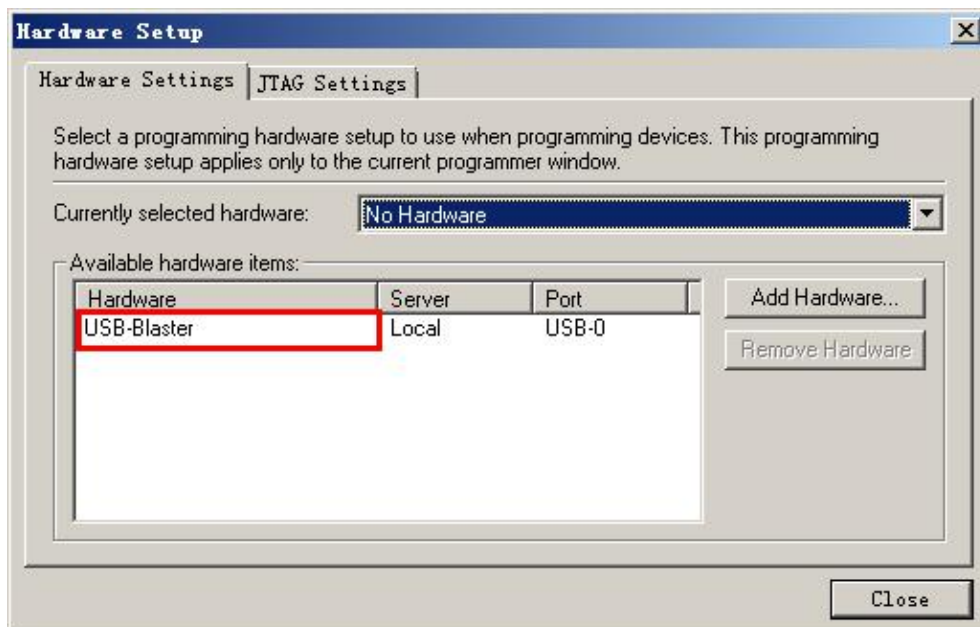 Hardware Setup
Hardware Settings JTAG Settings
Select a programming hardware setup to use when programming devices. This programming
hardware setup applies only to the current programmer window.
Currently selected hardware: No Hardware
Available hardware items:
Hardware Server Port
Add Hardware...
USB-Blaster Local USB-0
Remove Hardware
Close